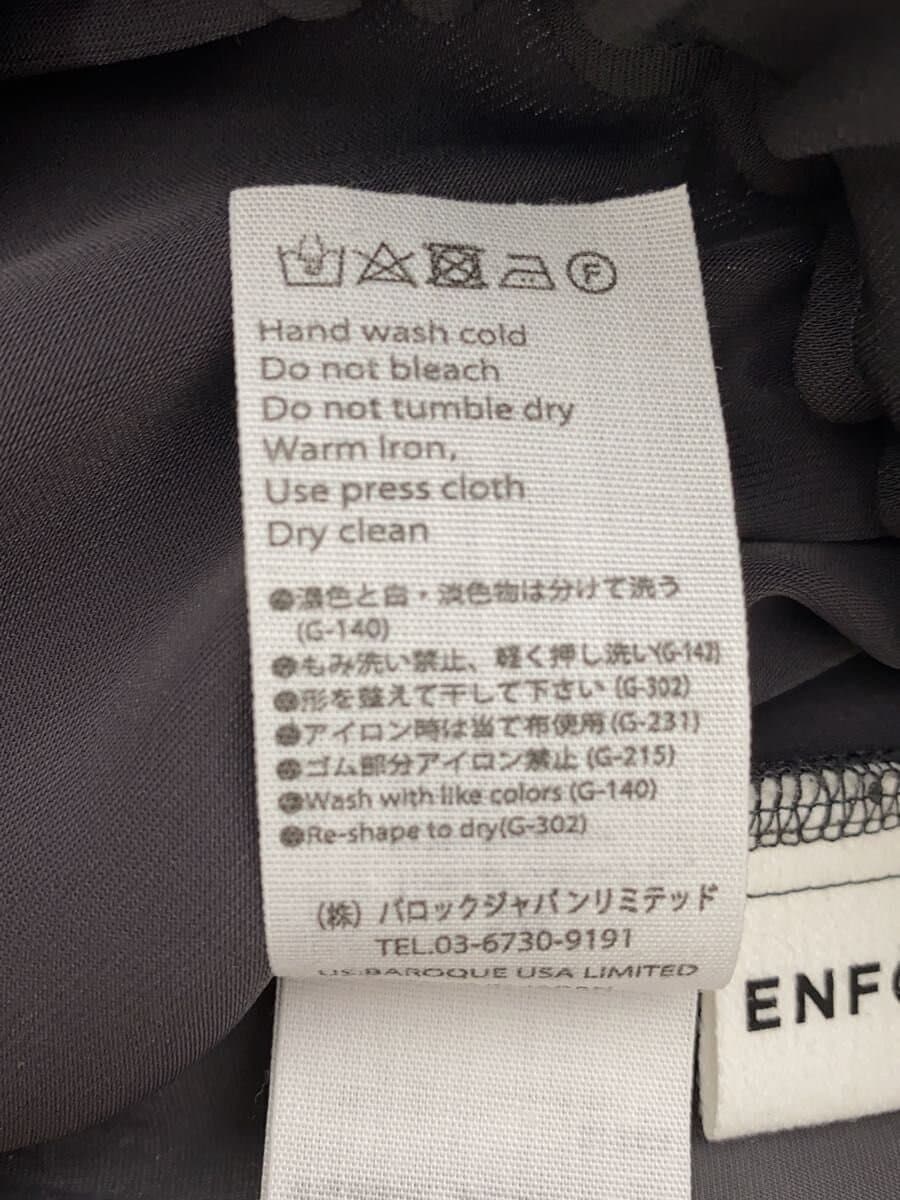 F
Hand wash cold
Do not bleach
Do not tumble dry
Warm Iron,
Use press cloth
Dry clean
●濃色と白・淡色物は分けて洗う
(G-140)
●もみ洗い禁止、軽く押し洗い(G-142)
●形を整えて干して下さい(G-302)
●アイロン時は当て布使用(G-231)
●ゴム部分アイロン禁止(G-215)
●Wash with like colors (G-140)
●Re-shape to dry(G-302)
(株) バロックジャパンリミテッド
TEL.03-6730-9191
US:BAROQUE USA LIMITED
ENF